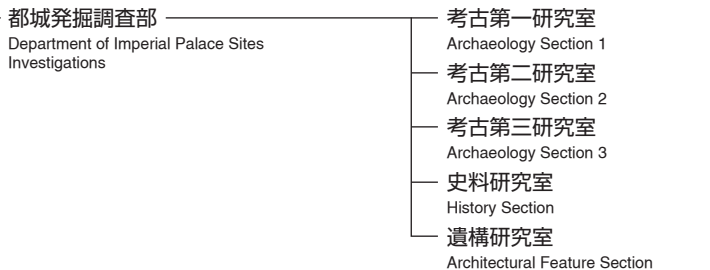 都城発掘調査部
Department of Imperial Palace Sites
Investigations
考古第一研究室
Archaeology Section 1
考古第二研究室
Archaeology Section 2
考古第三研究室
Archaeology Section 3
史料研究室
History Section
遺構研究室
Architectural Feature Section